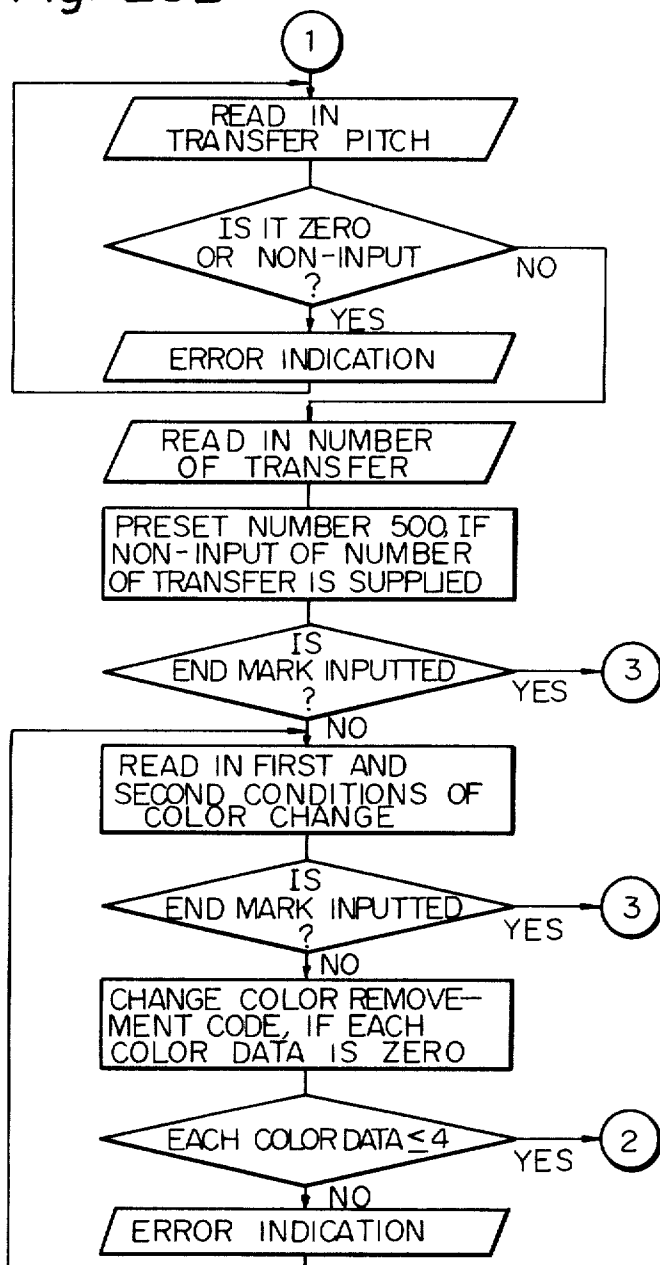 1
READ IN
TRANSFER PITCH
IS IT ZERO
OR NON-INPUT
?
NO
YES
ERROR INDICATION
READ IN NUMBER
OF TRANSFER
PRESET NUMBER 500, IF
NON-INPUT OF NUMBER
OF TRANSFER IS SUPPLIED
IS
END MARK INPUTTED
?
YES
3
NO
READ IN FIRST AND
SECOND CONDITIONS OF
COLOR CHANGE
IS
END MARK INPUTTED
?
YES
3
NO
CHANGE COLOR REMOVE-
MENT CODE, IF EACH
COLOR DATA IS ZERO
EACH COLOR DATA ≤ 4
YES
2
NO
ERROR INDICATION